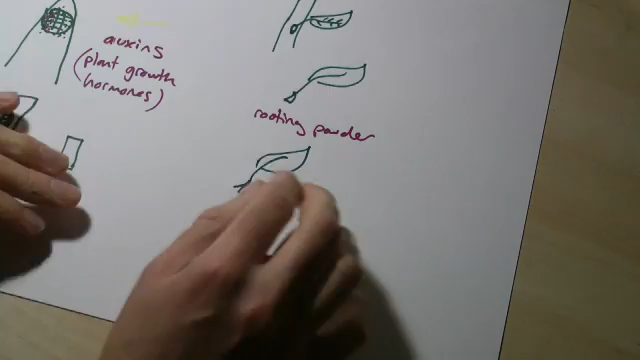 auxins
(plant growth
hormones)
rooting powder